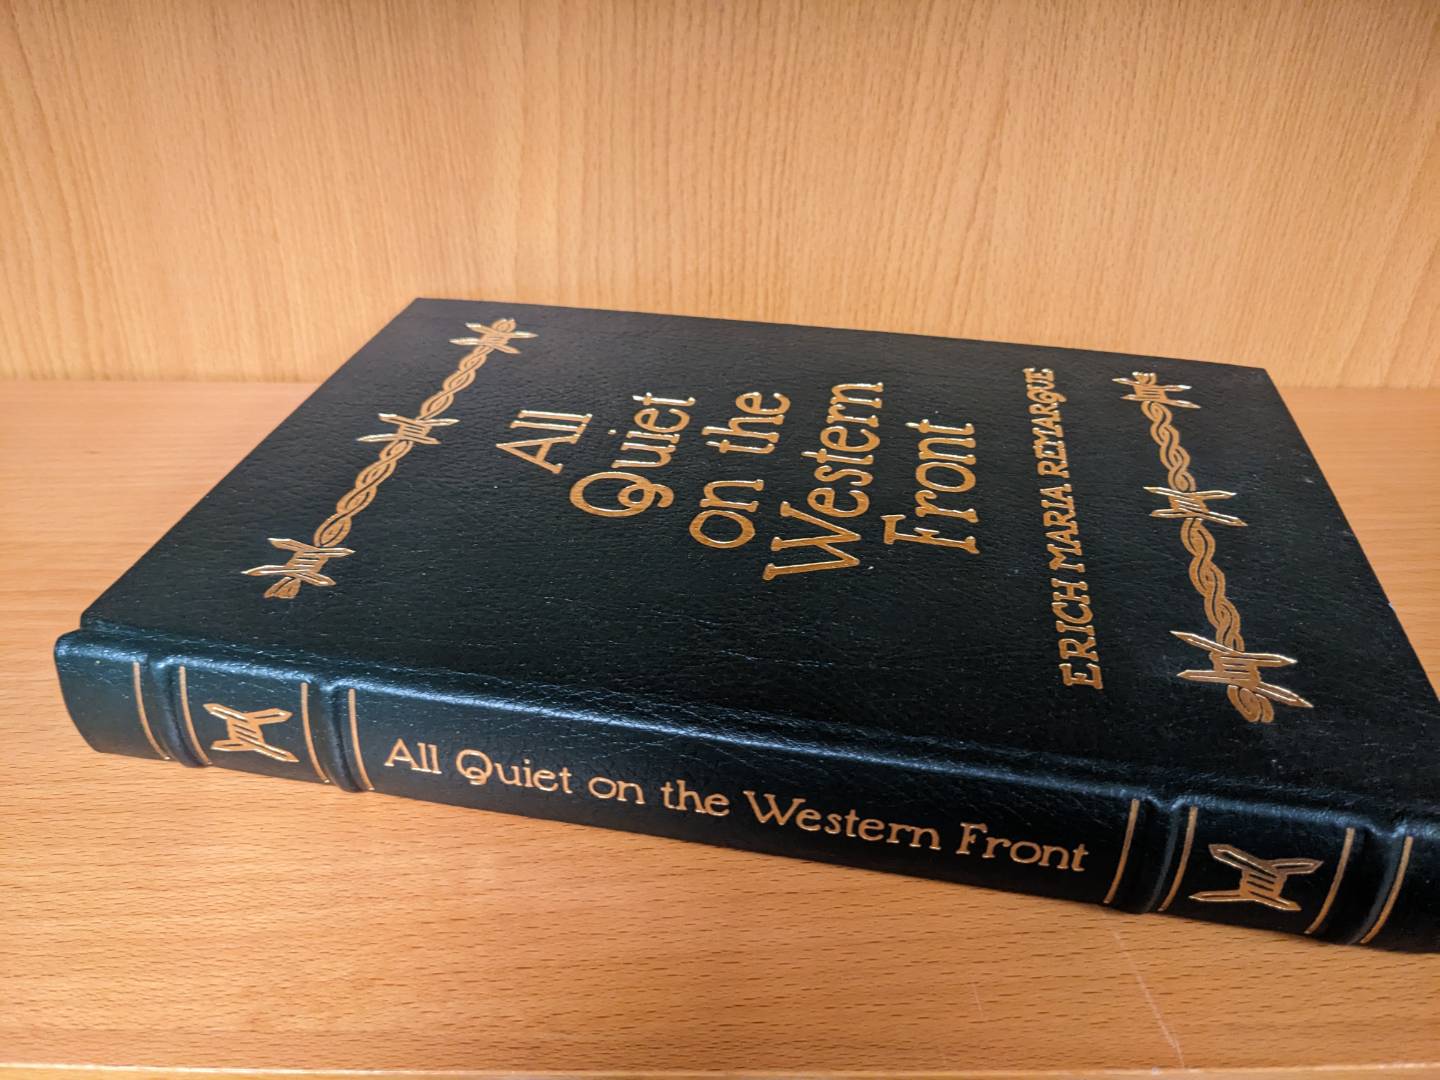 All
Quiet
on the
Western
Front
ERICH MARIA REMARQUE
All Quiet on the Western Front